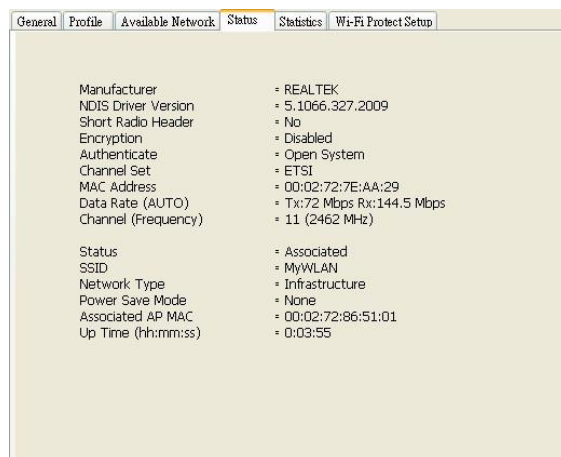 General Profile Available Network Status Statistics Wi-Fi Protect Setup
Manufacturer = REALTEK
NDIS Driver Version = 5.1066.327.2009
Short Radio Header = No
Encryption = Disabled
Authenticate = Open System
Channel Set = ETSI
MAC Address = 00:02:72:7E:AA:29
Data Rate (AUTO) = Tx:72 Mbps Rx:144.5 Mbps
Channel (Frequency) = 11 (2462 MHz)
Status = Associated
SSID = MyWLAN
Network Type = Infrastructure
Power Save Mode = None
Associated AP MAC = 00:02:72:86:51:01
Up Time (hh:mm:ss) = 0:03:55